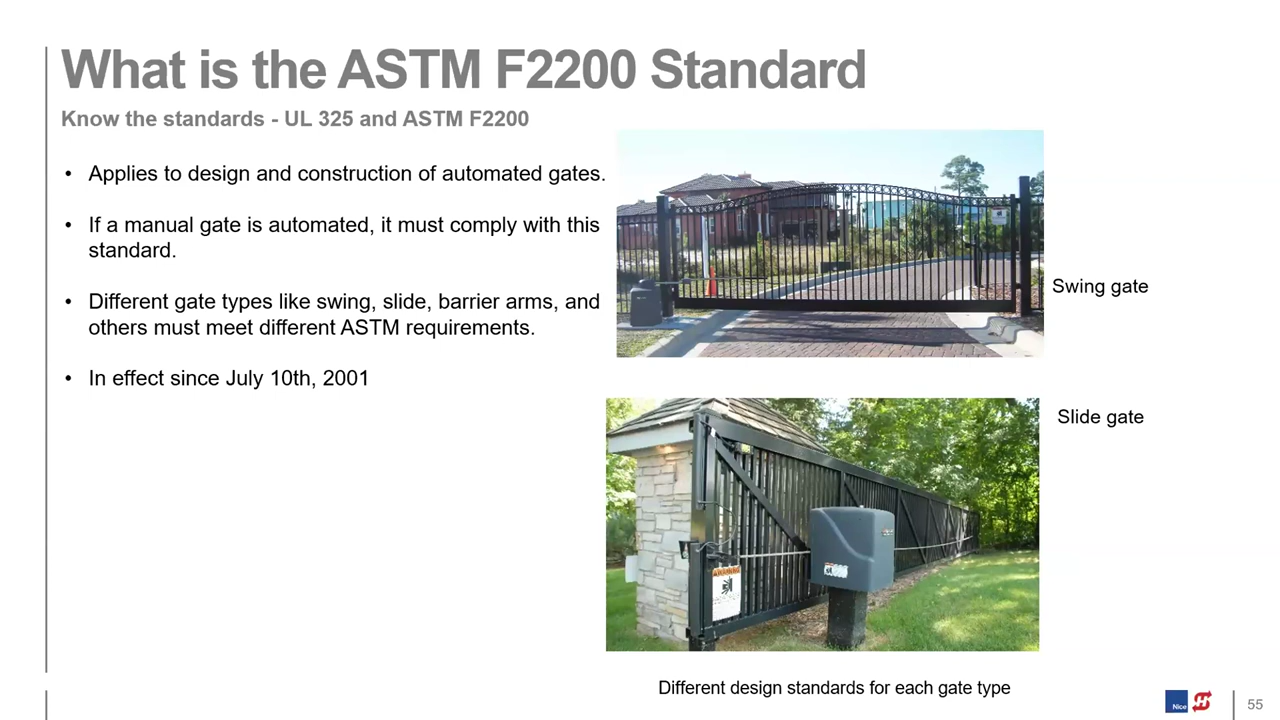 What is the ASTM F2200 Standard
Know the standards - UL 325 and ASTM F2200
• Applies to design and construction of automated gates.
• If a manual gate is automated, it must comply with this
standard.
• Different gate types like swing, slide, barrier arms, and
others must meet different ASTM requirements.
• In effect since July 10th, 2001
Swing gate
Slide gate
WARNING
Different design standards for each gate type
Nice
H
55